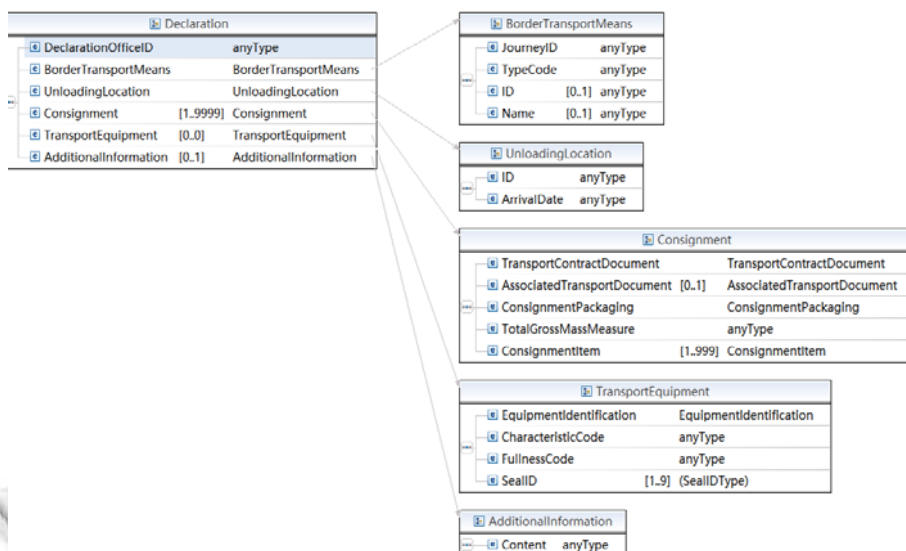 Declaration
DeclarationOfficeID anyType
BorderTransportMeans BorderTransportMeans
UnloadingLocation UnloadingLocation
Consignment [1..9999] Consignment
TransportEquipment [0..0] TransportEquipment
AdditionalInformation [0..1] AdditionalInformation
BorderTransportMeans
JourneyID anyType
TypeCode anyType
ID [0..1] anyType
Name [0..1] anyType
UnloadingLocation
ID anyType
ArrivalDate anyType
Consignment
TransportContractDocument TransportContractDocument
AssociatedTransportDocument [0..1] AssociatedTransportDocument
ConsignmentPackaging ConsignmentPackaging
TotalGrossMassMeasure anyType
ConsignmentItem [1..999] ConsignmentItem
TransportEquipment
EquipmentIdentification EquipmentIdentification
CharacteristicCode anyType
FullnessCode anyType
SealID [1..9] (SealIDType)
AdditionalInformation
Content anyType